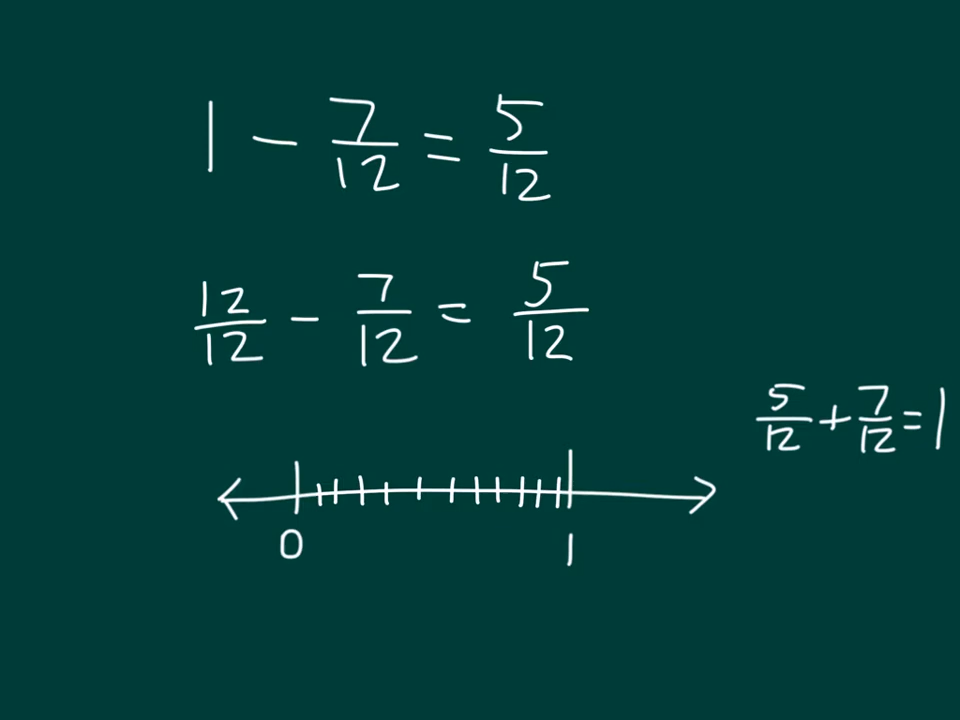 1 - 7/12 = 5/12
12/12 - 7/12 = 5/12
5/12 + 7/12 = 1
0 1